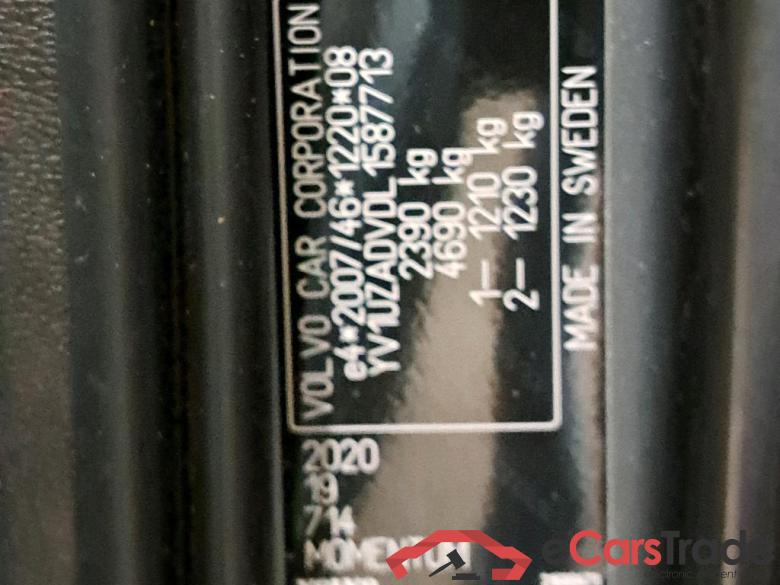 VOLVO CAR CORPORATION
e4*2007/46*1220*08
YV1UZADVDL1587713
2390 kg
4690 kg
1– 1210 kg
2– 1230 kg
MADE IN SWEDEN
2020
19
714
MOMENTUM
eCarsTrade